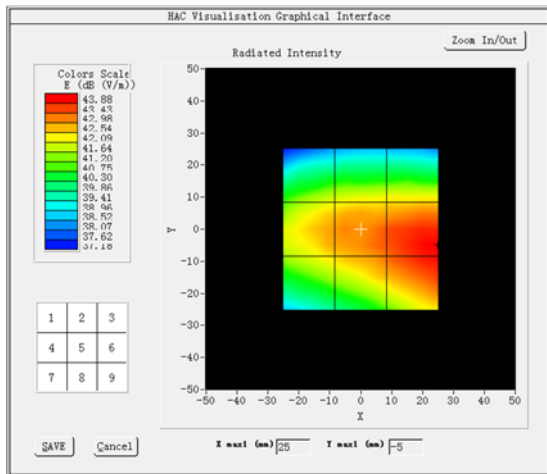 HAC Visualisation Graphical Interface
Zoom In/Out
Radiated Intensity
Colors Scale
E (dB (V/m))
43.88
43.43
42.98
42.54
42.09
41.64
41.20
40.75
40.30
39.86
39.41
38.96
38.52
38.07
37.62
37.18
50
40
30
20
10
0
-10
-20
-30
-40
-50
Y
-50 -40 -30 -20 -10 0 10 20 30 40 50
X
1 2 3
4 5 6
7 8 9
SAVE Cancel
X max1 (mm) 25 Y max1 (mm) -5